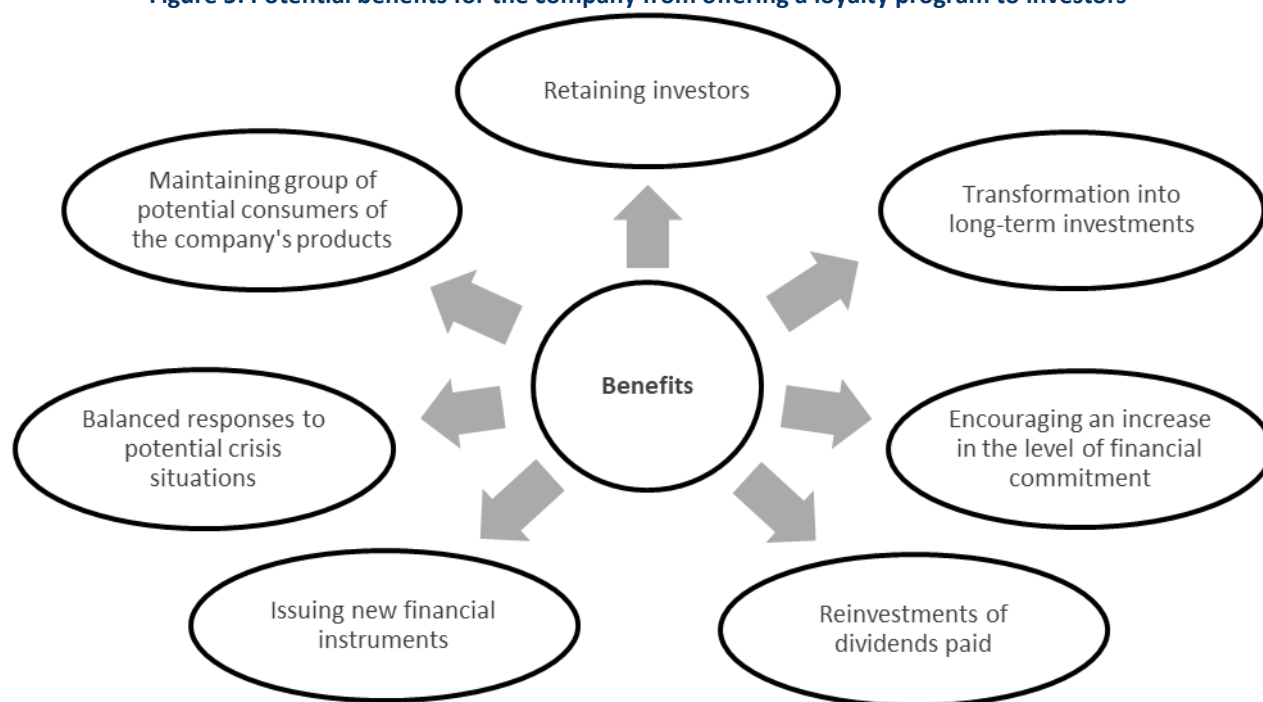 Figure 3. Potential benefits for the company from offering a loyalty program to investors
Retaining investors
Maintaining group of
potential consumers of
the company's products
Transformation into
long-term investments
Benefits
Balanced responses to
potential crisis
situations
Encouraging an increase
in the level of financial
commitment
Issuing new financial
instruments
Reinvestments of
dividends paid